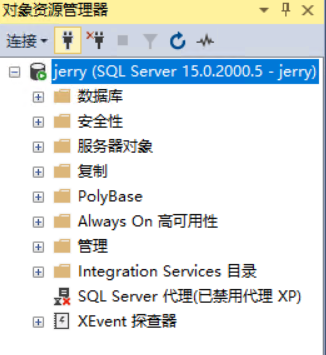 对象资源管理器
连接
jerry (SQL Server 15.0.2000.5 - jerry)
数据库
安全性
服务器对象
复制
PolyBase
Always On 高可用性
管理
Integration Services 目录
SQL Server 代理(已禁用代理 XP)
XEvent 探查器